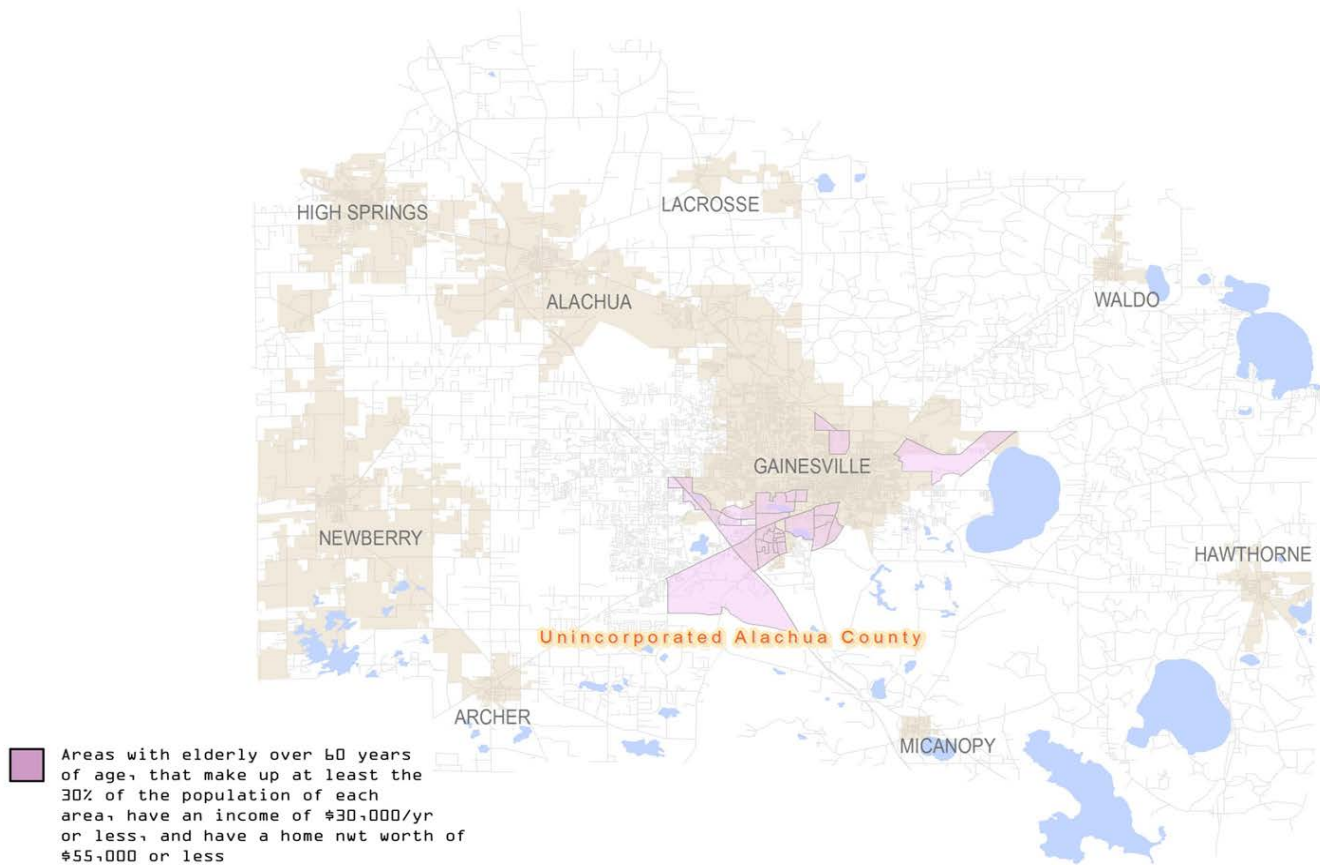 HIGH SPRINGS
LACROSSE
ALACHUA
WALDO
GAINESVILLE
NEWBERRY
HAWTHORNE
Unincorporated Alachua County
ARCHER
MICANOPY
Areas with elderly over 60 years
of age, that make up at least the
30% of the population of each
area, have an income of $30,000/yr
or less, and have a home nwt worth of
$55,000 or less